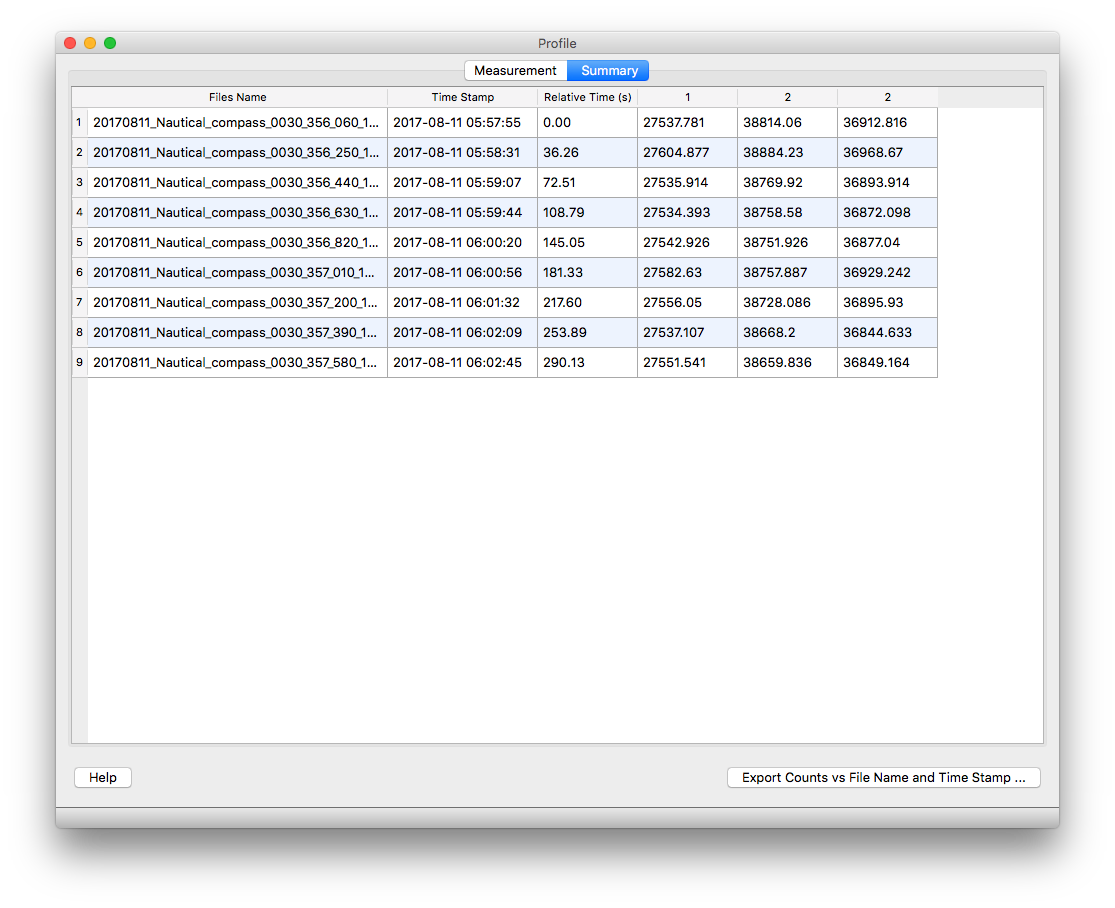 Profile
Measurement Summary
Files Name Time Stamp Relative Time (s) 1 2 2
1 20170811_Nautical_compass_0030_356_060_1... 2017-08-11 05:57:55 0.00 27537.781 38814.06 36912.816
2 20170811_Nautical_compass_0030_356_250_1... 2017-08-11 05:58:31 36.26 27604.877 38884.23 36968.67
3 20170811_Nautical_compass_0030_356_440_1... 2017-08-11 05:59:07 72.51 27535.914 38769.92 36893.914
4 20170811_Nautical_compass_0030_356_630_1... 2017-08-11 05:59:44 108.79 27534.393 38758.58 36872.098
5 20170811_Nautical_compass_0030_356_820_1... 2017-08-11 06:00:20 145.05 27542.926 38751.926 36877.04
6 20170811_Nautical_compass_0030_357_010_1... 2017-08-11 06:00:56 181.33 27582.63 38757.887 36929.242
7 20170811_Nautical_compass_0030_357_200_1... 2017-08-11 06:01:32 217.60 27556.05 38728.086 36895.93
8 20170811_Nautical_compass_0030_357_390_1... 2017-08-11 06:02:09 253.89 27537.107 38668.2 36844.633
9 20170811_Nautical_compass_0030_357_580_1... 2017-08-11 06:02:45 290.13 27551.541 38659.836 36849.164
Help Export Counts vs File Name and Time Stamp ...